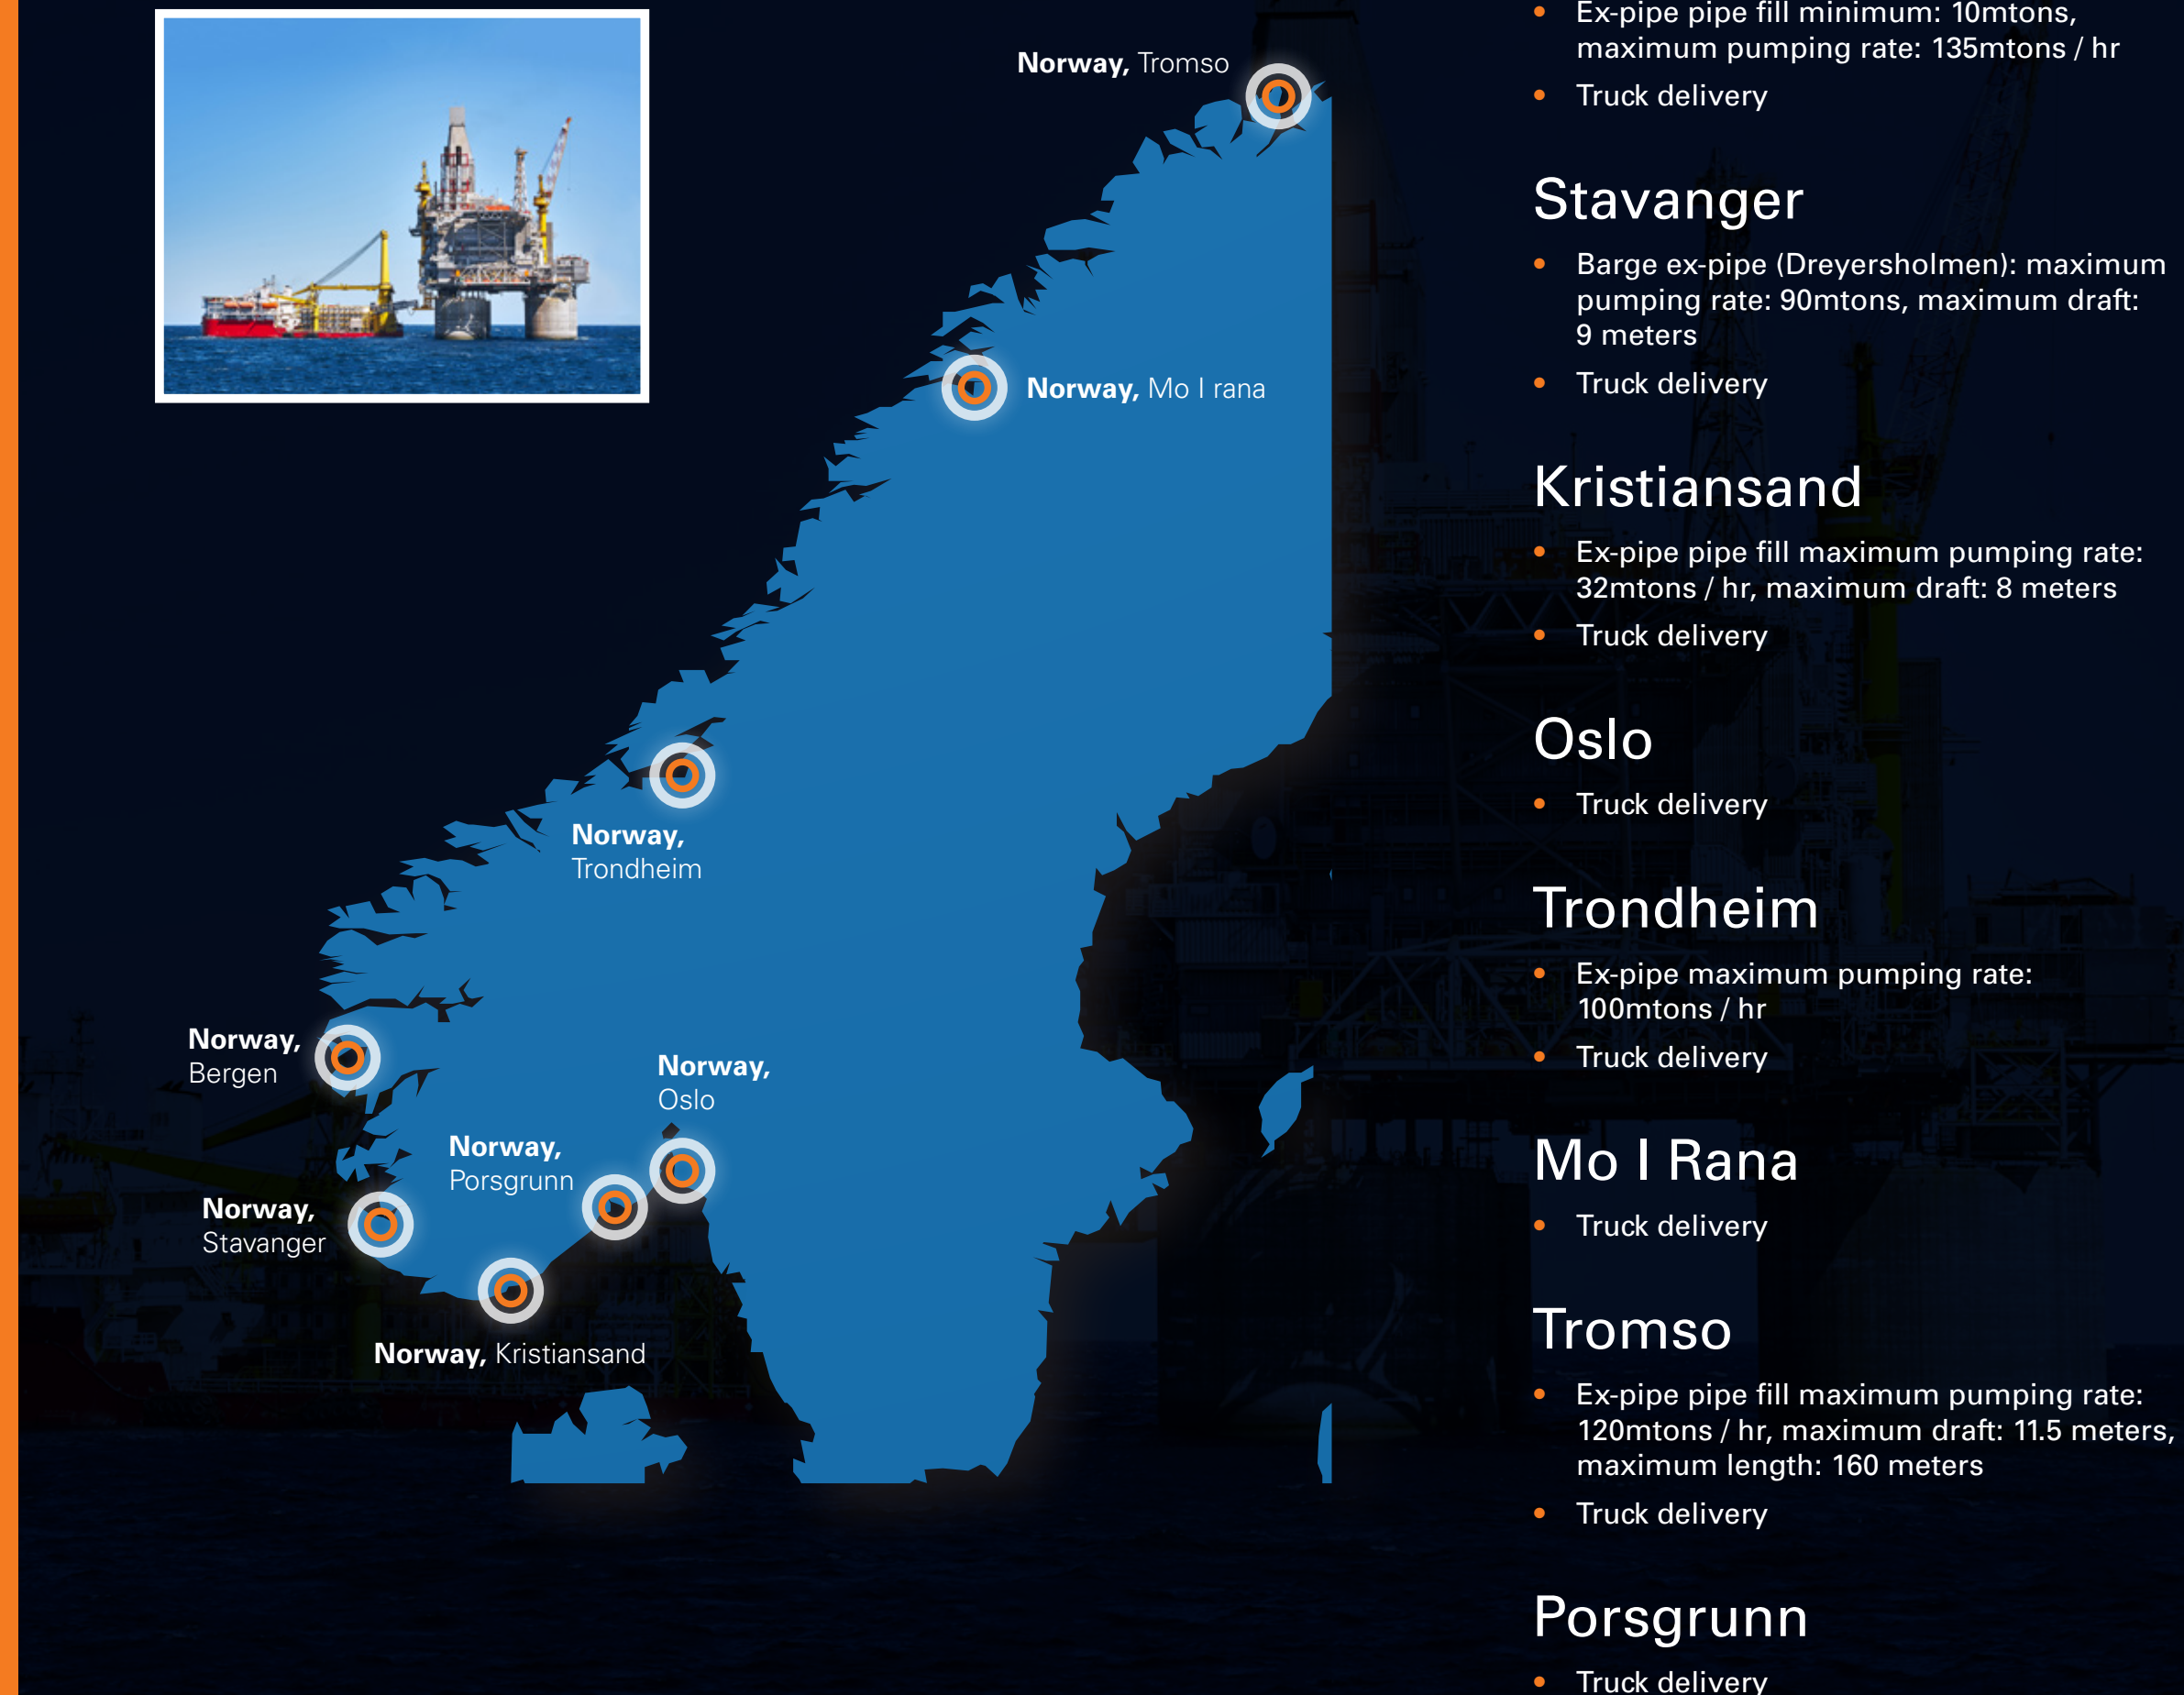 Norway, Tromso
Norway, Mo I rana
Norway,
Trondheim
Norway,
Bergen
Norway,
Oslo
Norway,
Porsgrunn
Norway,
Stavanger
Norway, Kristiansand
• Ex-pipe pipe fill minimum: 10mtons,
maximum pumping rate: 135mtons / hr
• Truck delivery
Stavanger
• Barge ex-pipe (Dreyersholmen): maximum
pumping rate: 90mtons, maximum draft:
9 meters
• Truck delivery
Kristiansand
• Ex-pipe pipe fill maximum pumping rate:
32mtons / hr, maximum draft: 8 meters
• Truck delivery
Oslo
• Truck delivery
Trondheim
• Ex-pipe maximum pumping rate:
100mtons / hr
• Truck delivery
Mo I Rana
• Truck delivery
Tromso
• Ex-pipe pipe fill maximum pumping rate:
120mtons / hr, maximum draft: 11.5 meters,
maximum length: 160 meters
• Truck delivery
Porsgrunn
• Truck delivery